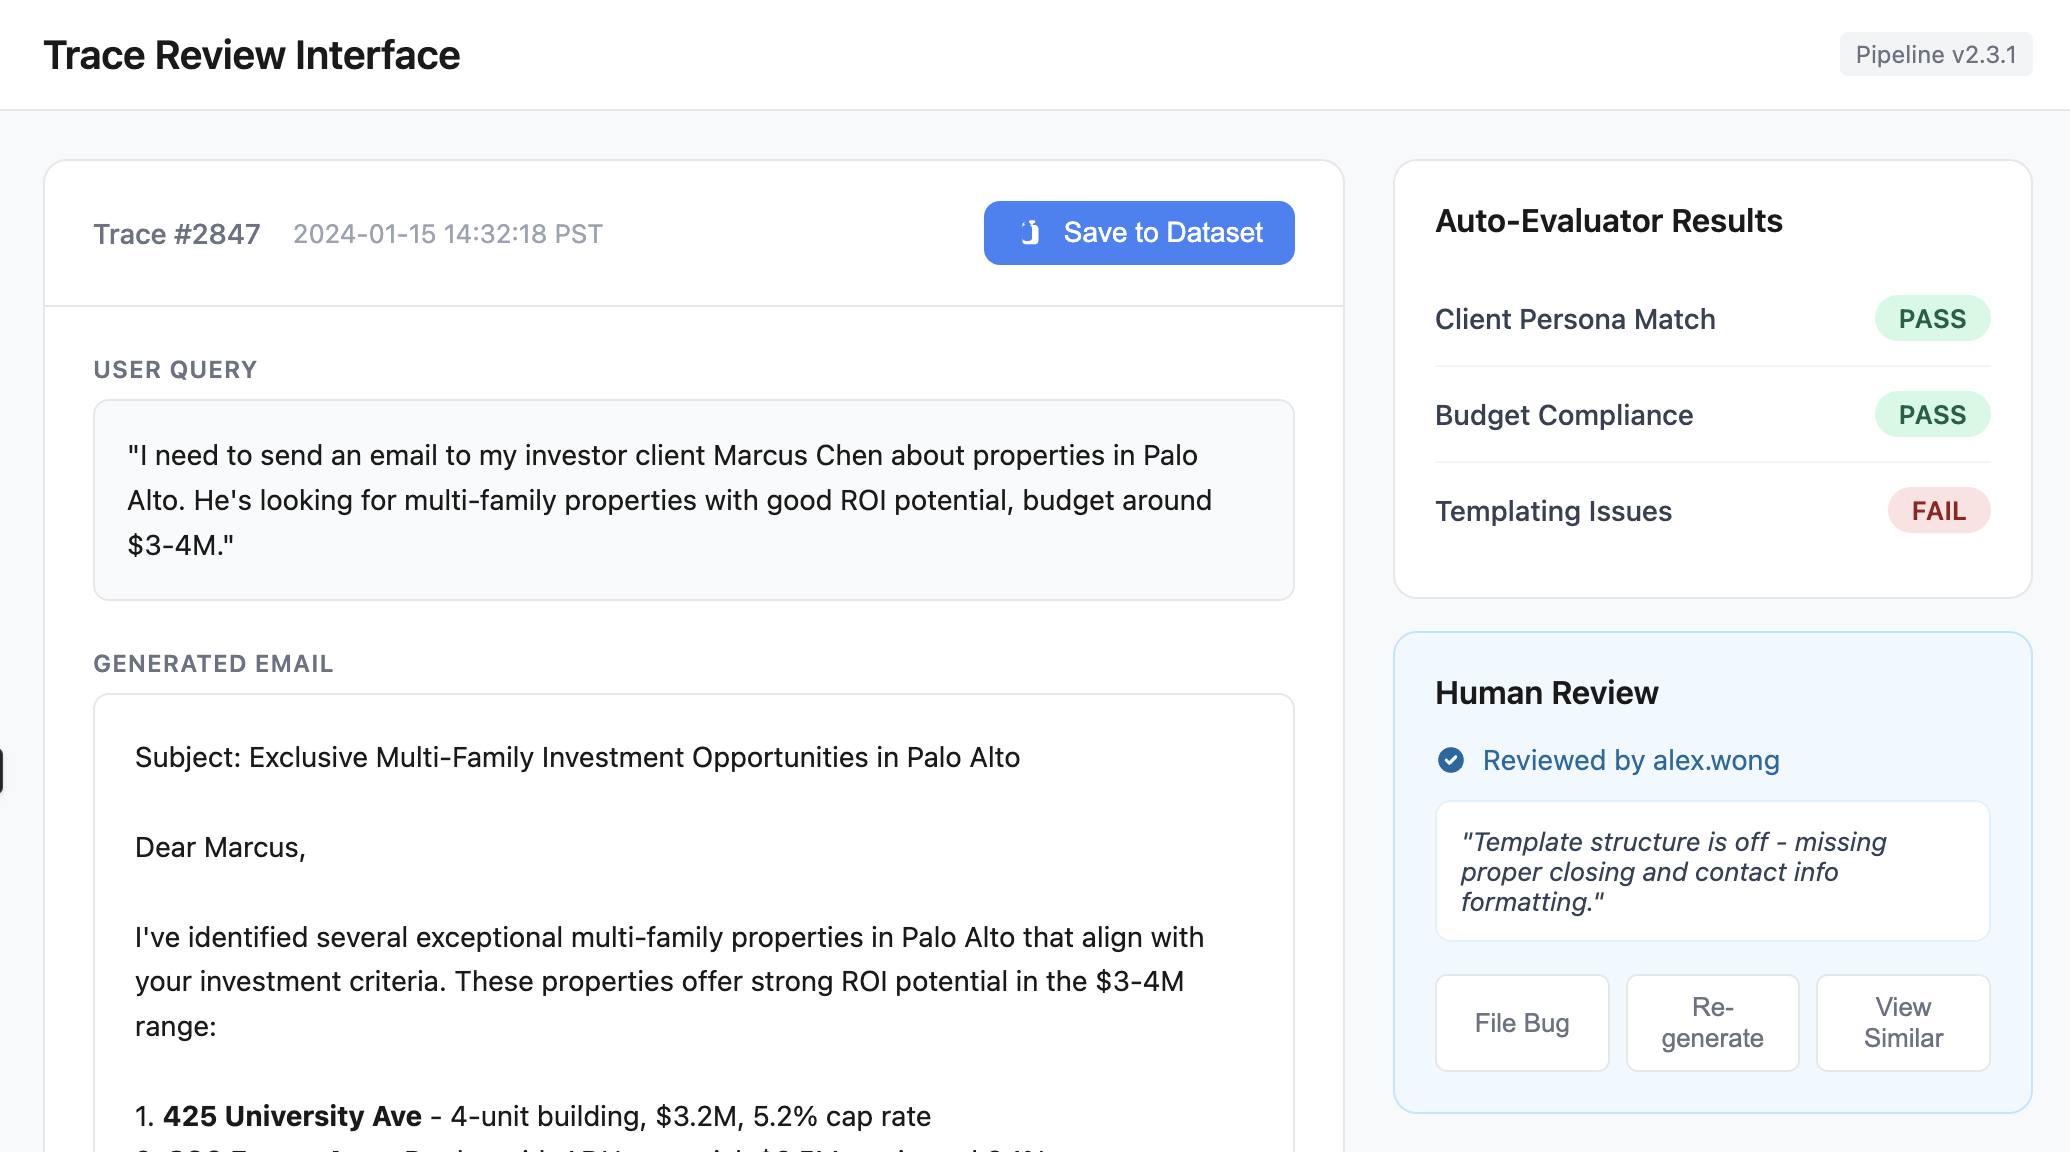 Trace Review Interface
Pipeline v2.3.1
Trace #2847 2024-01-15 14:32:18 PST
Save to Dataset
USER QUERY
"I need to send an email to my investor client Marcus Chen about properties in Palo
Alto. He's looking for multi-family properties with good ROI potential, budget around
$3-4M."
GENERATED EMAIL
Subject: Exclusive Multi-Family Investment Opportunities in Palo Alto
Dear Marcus,
I've identified several exceptional multi-family properties in Palo Alto that align with
your investment criteria. These properties offer strong ROI potential in the $3-4M
range:
1. 425 University Ave - 4-unit building, $3.2M, 5.2% cap rate
Auto-Evaluator Results
Client Persona Match PASS
Budget Compliance PASS
Templating Issues FAIL
Human Review
Reviewed by alex.wong
"Template structure is off - missing
proper closing and contact info
formatting."
File Bug
Re-
generate
View
Similar